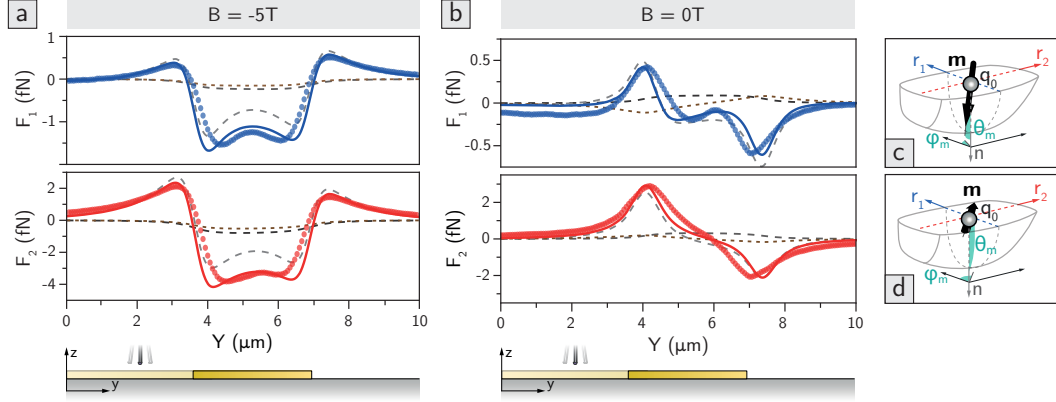 a
B = -5T
b
B = 0T
1
0
-1
F₁ (fN)
0.5
0
-0.5
F₁ (fN)
r₁
m
q₀
r₂
θₘ
φₘ
n
c
2
0
-2
-4
F₂ (fN)
2
0
-2
F₂ (fN)
r₁
m
q₀
r₂
θₘ
φₘ
n
d
0 2 4 6 8 10
Y (μm)
0 2 4 6 8 10
Y (μm)
z
y
z
y